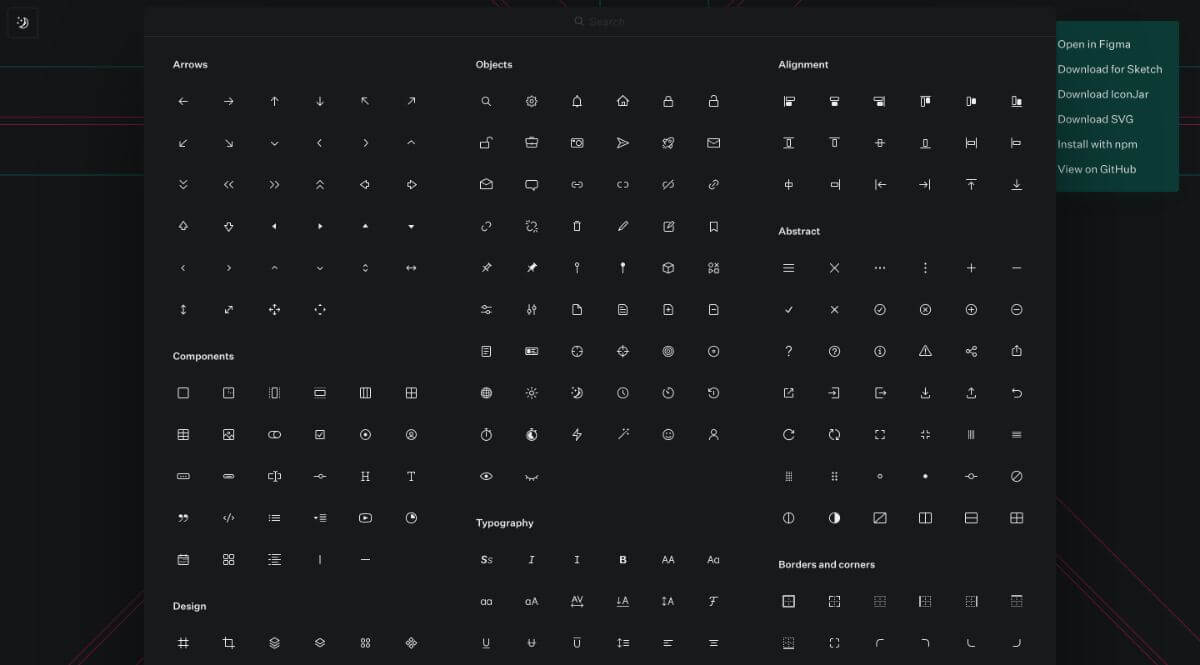 Search
Arrows
Components
Design
Objects
Typography
Ss I I B AA Aa
aa aA AV A A F
U U U
Alignment
Abstract
Borders and corners
Open in Figma
Download for Sketch
Download IconJar
Download SVG
Install with npm
View on GitHub
H T